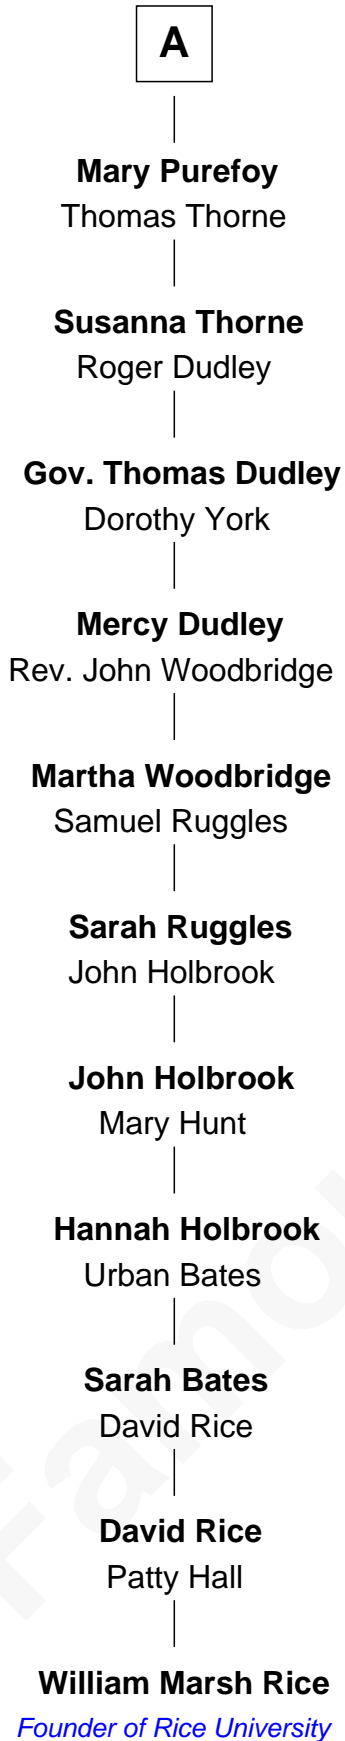 A
Mary Purefoy
Thomas Thorne
Susanna Thorne
Roger Dudley
Gov. Thomas Dudley
Dorothy York
Mercy Dudley
Rev. John Woodbridge
Martha Woodbridge
Samuel Ruggles
Sarah Ruggles
John Holbrook
John Holbrook
Mary Hunt
Hannah Holbrook
Urban Bates
Sarah Bates
David Rice
David Rice
Patty Hall
William Marsh Rice
Founder of Rice University
Famo